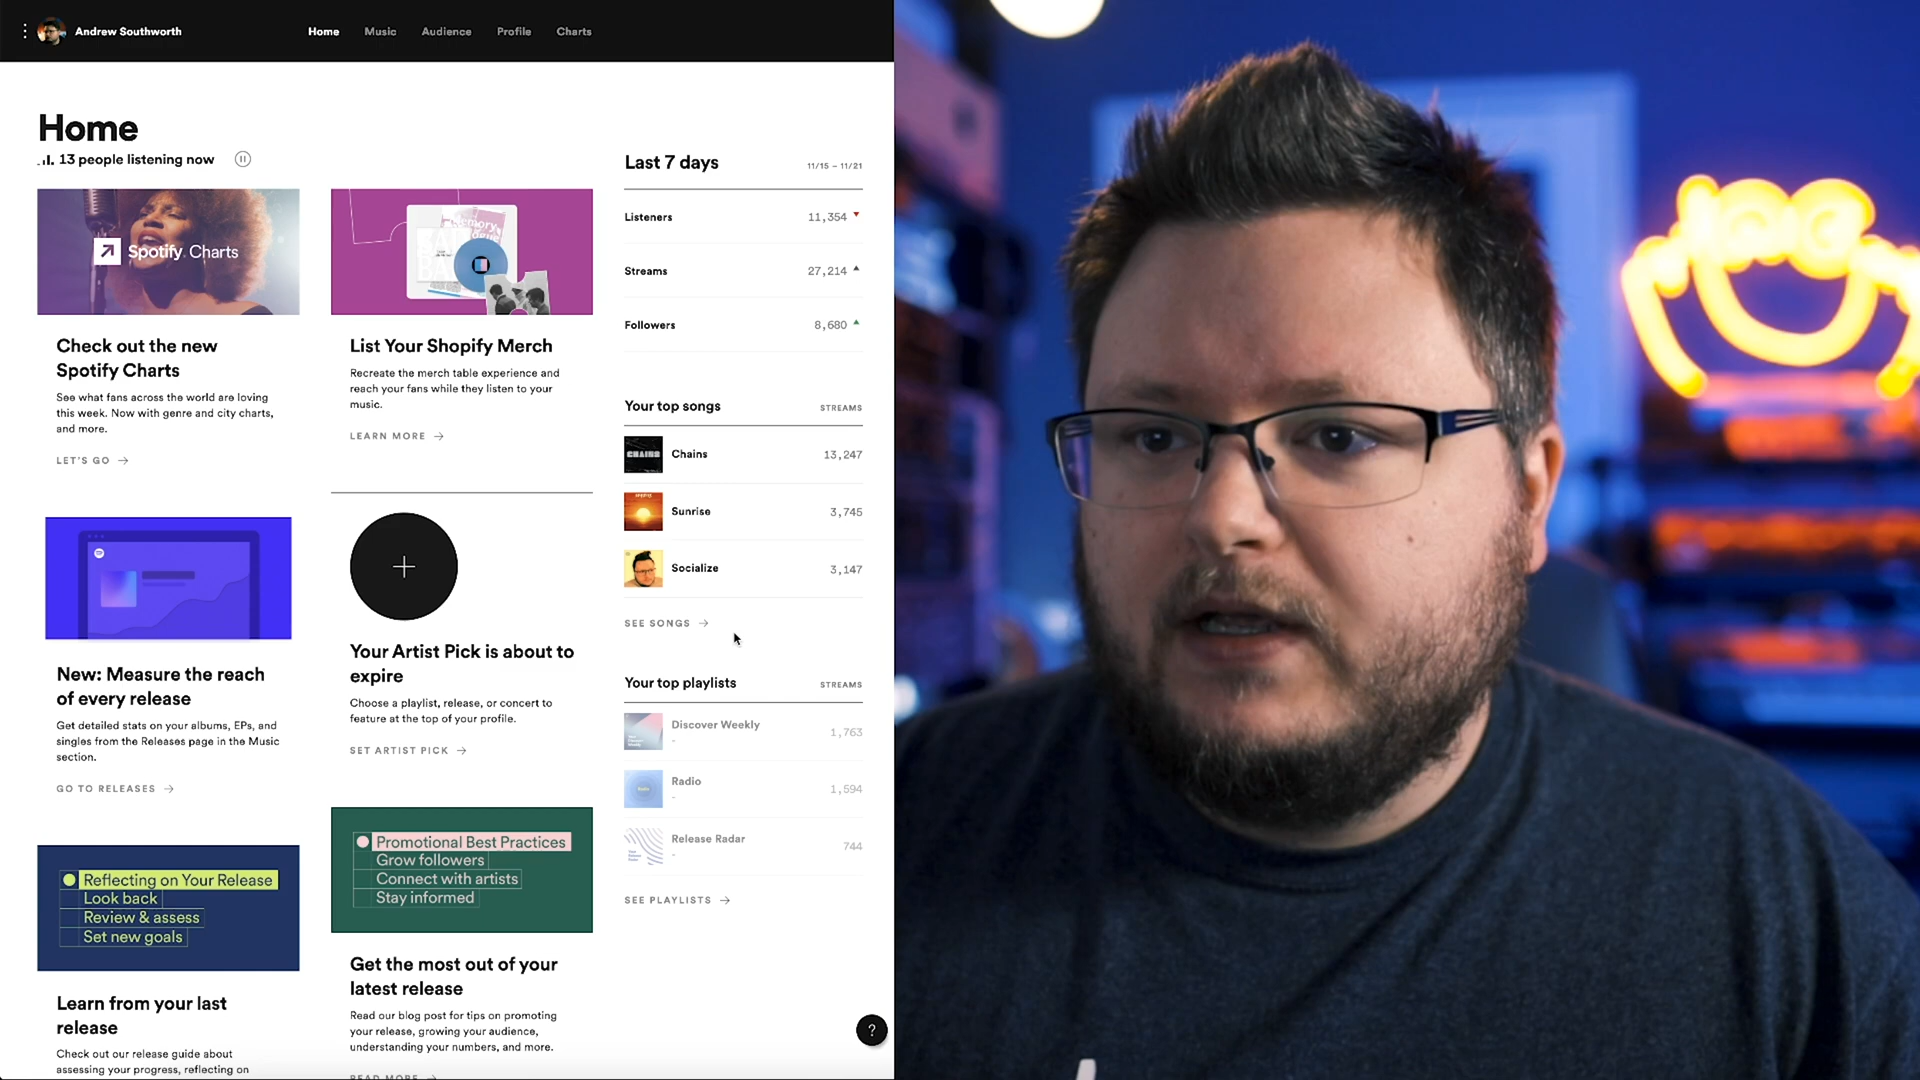 Andrew Southworth
Home
Music
Audience
Profile
Charts
Home
13 people listening now
Spotify Charts
Check out the new
Spotify Charts
See what fans across the world are loving
this week. Now with genre and city charts,
and more.
LET'S GO →
New: Measure the reach
of every release
Get detailed stats on your albums, EPs, and
singles from the Releases page in the Music
section.
GO TO RELEASES →
Reflecting on Your Release
Look back
Review & assess
Set new goals
Learn from your last
release
Check out our release guide about
assessing your progress, reflecting on
List Your Shopify Merch
Recreate the merch table experience and
reach your fans while they listen to your
music.
LEARN MORE →
Your Artist Pick is about to
expire
Choose a playlist, release, or concert to
feature at the top of your profile.
SET ARTIST PICK →
Promotional Best Practices
Grow followers
Connect with artists
Stay informed
Get the most out of your
latest release
Read our blog post for tips on promoting
your release, growing your audience,
understanding your numbers, and more.
READ MORE →
Last 7 days 11/15 – 11/21
Listeners 11,354
Streams 27,214
Followers 8,680
Your top songs STREAMS
CHAINS
Chains 13,247
Sunrise 3,745
Socialize 3,147
SEE SONGS →
Your top playlists STREAMS
Discover Weekly 1,763
-
Radio 1,594
-
Release Radar 744
-
SEE PLAYLISTS →
?